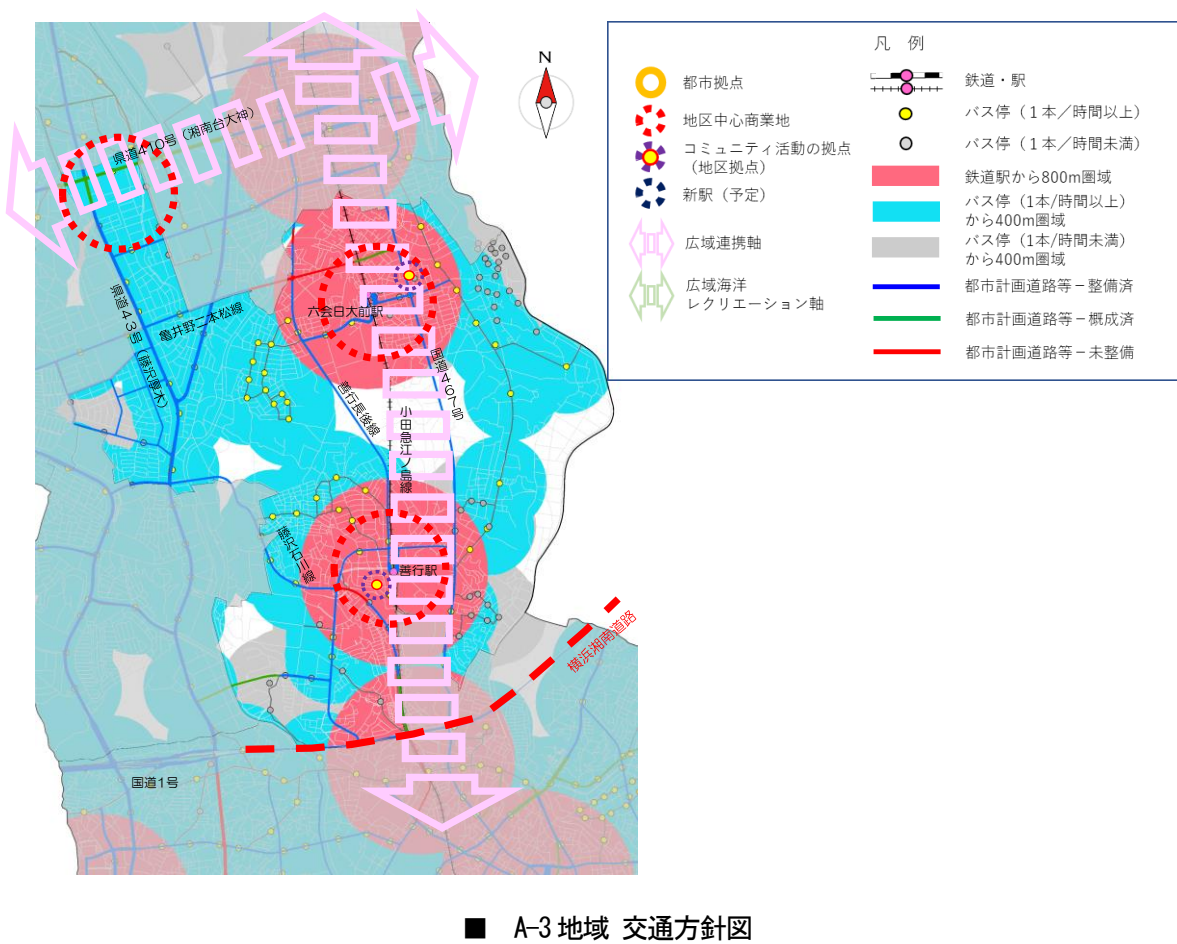 N
凡 例
都市拠点
地区中心商業地
コミュニティ活動の拠点
（地区拠点）
新駅（予定）
広域連携軸
広域海洋
レクリエーション軸
鉄道・駅
バス停（１本／時間以上）
バス停（１本／時間未満）
鉄道駅から800m圏域
バス停（1本/時間以上）
から400m圏域
バス停（1本/時間未満）
から400m圏域
都市計画道路等－整備済
都市計画道路等－概成済
都市計画道路等－未整備
県道410号（湘南台大神）
県道43号（藤沢厚木）
亀井野二本松線
六会日大前駅
国道467号
善行長後線
小田急江ノ島線
藤沢石川線
善行駅
横浜湘南道路
国道1号
■ A-3 地域 交通方針図